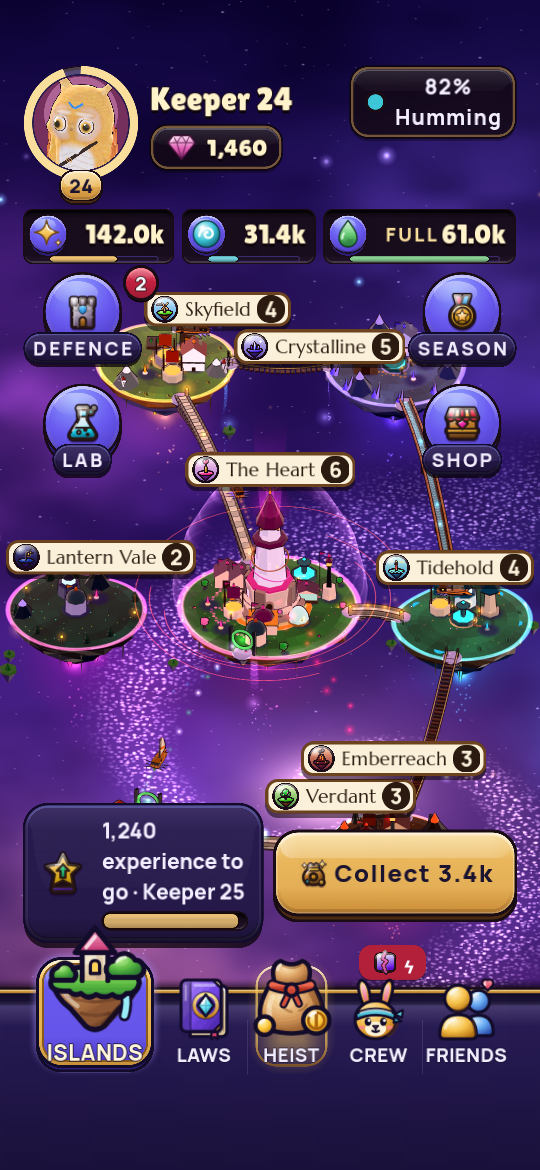 Keeper 24
82%
Humming
1,460
24
142.0k
31.4k
FULL 61.0k
2
Skyfield 4
DEFENCE
Crystalline 5
SEASON
LAB
SHOP
The Heart 6
Lantern Vale 2
Tidehold 4
Emberreach 3
Verdant 3
1,240
experience to
go · Keeper 25
Collect 3.4k
ISLANDS
LAWS
HEIST
CREW
FRIENDS